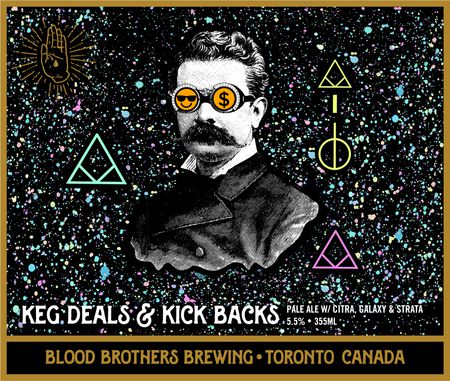 $
KEG DEALS & KICK BACKS
PALE ALE W/ CITRA, GALAXY & STRATA
5.5% • 355ML
BLOOD BROTHERS BREWING • TORONTO CANADA